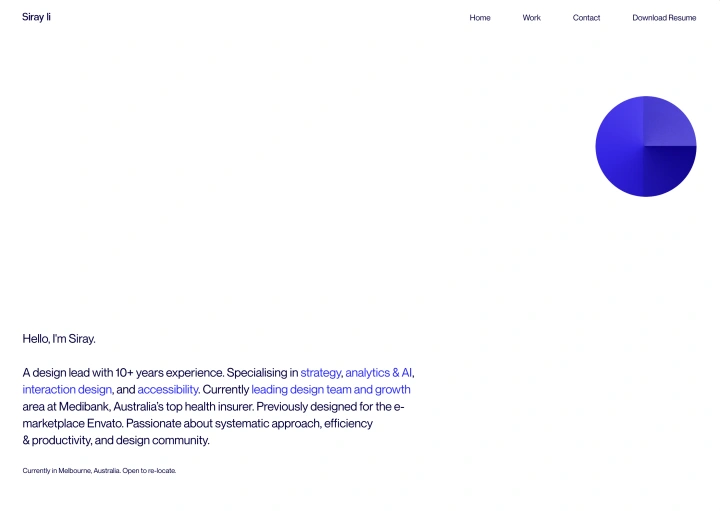 Siray li
Home
Work
Contact
Download Resume
Hello, I'm Siray.
A design lead with 10+ years experience. Specialising in strategy, analytics & AI,
interaction design, and accessibility. Currently leading design team and growth
area at Medibank, Australia's top health insurer. Previously designed for the e-
marketplace Envato. Passionate about systematic approach, efficiency
& productivity, and design community.
Currently in Melbourne, Australia. Open to re-locate.